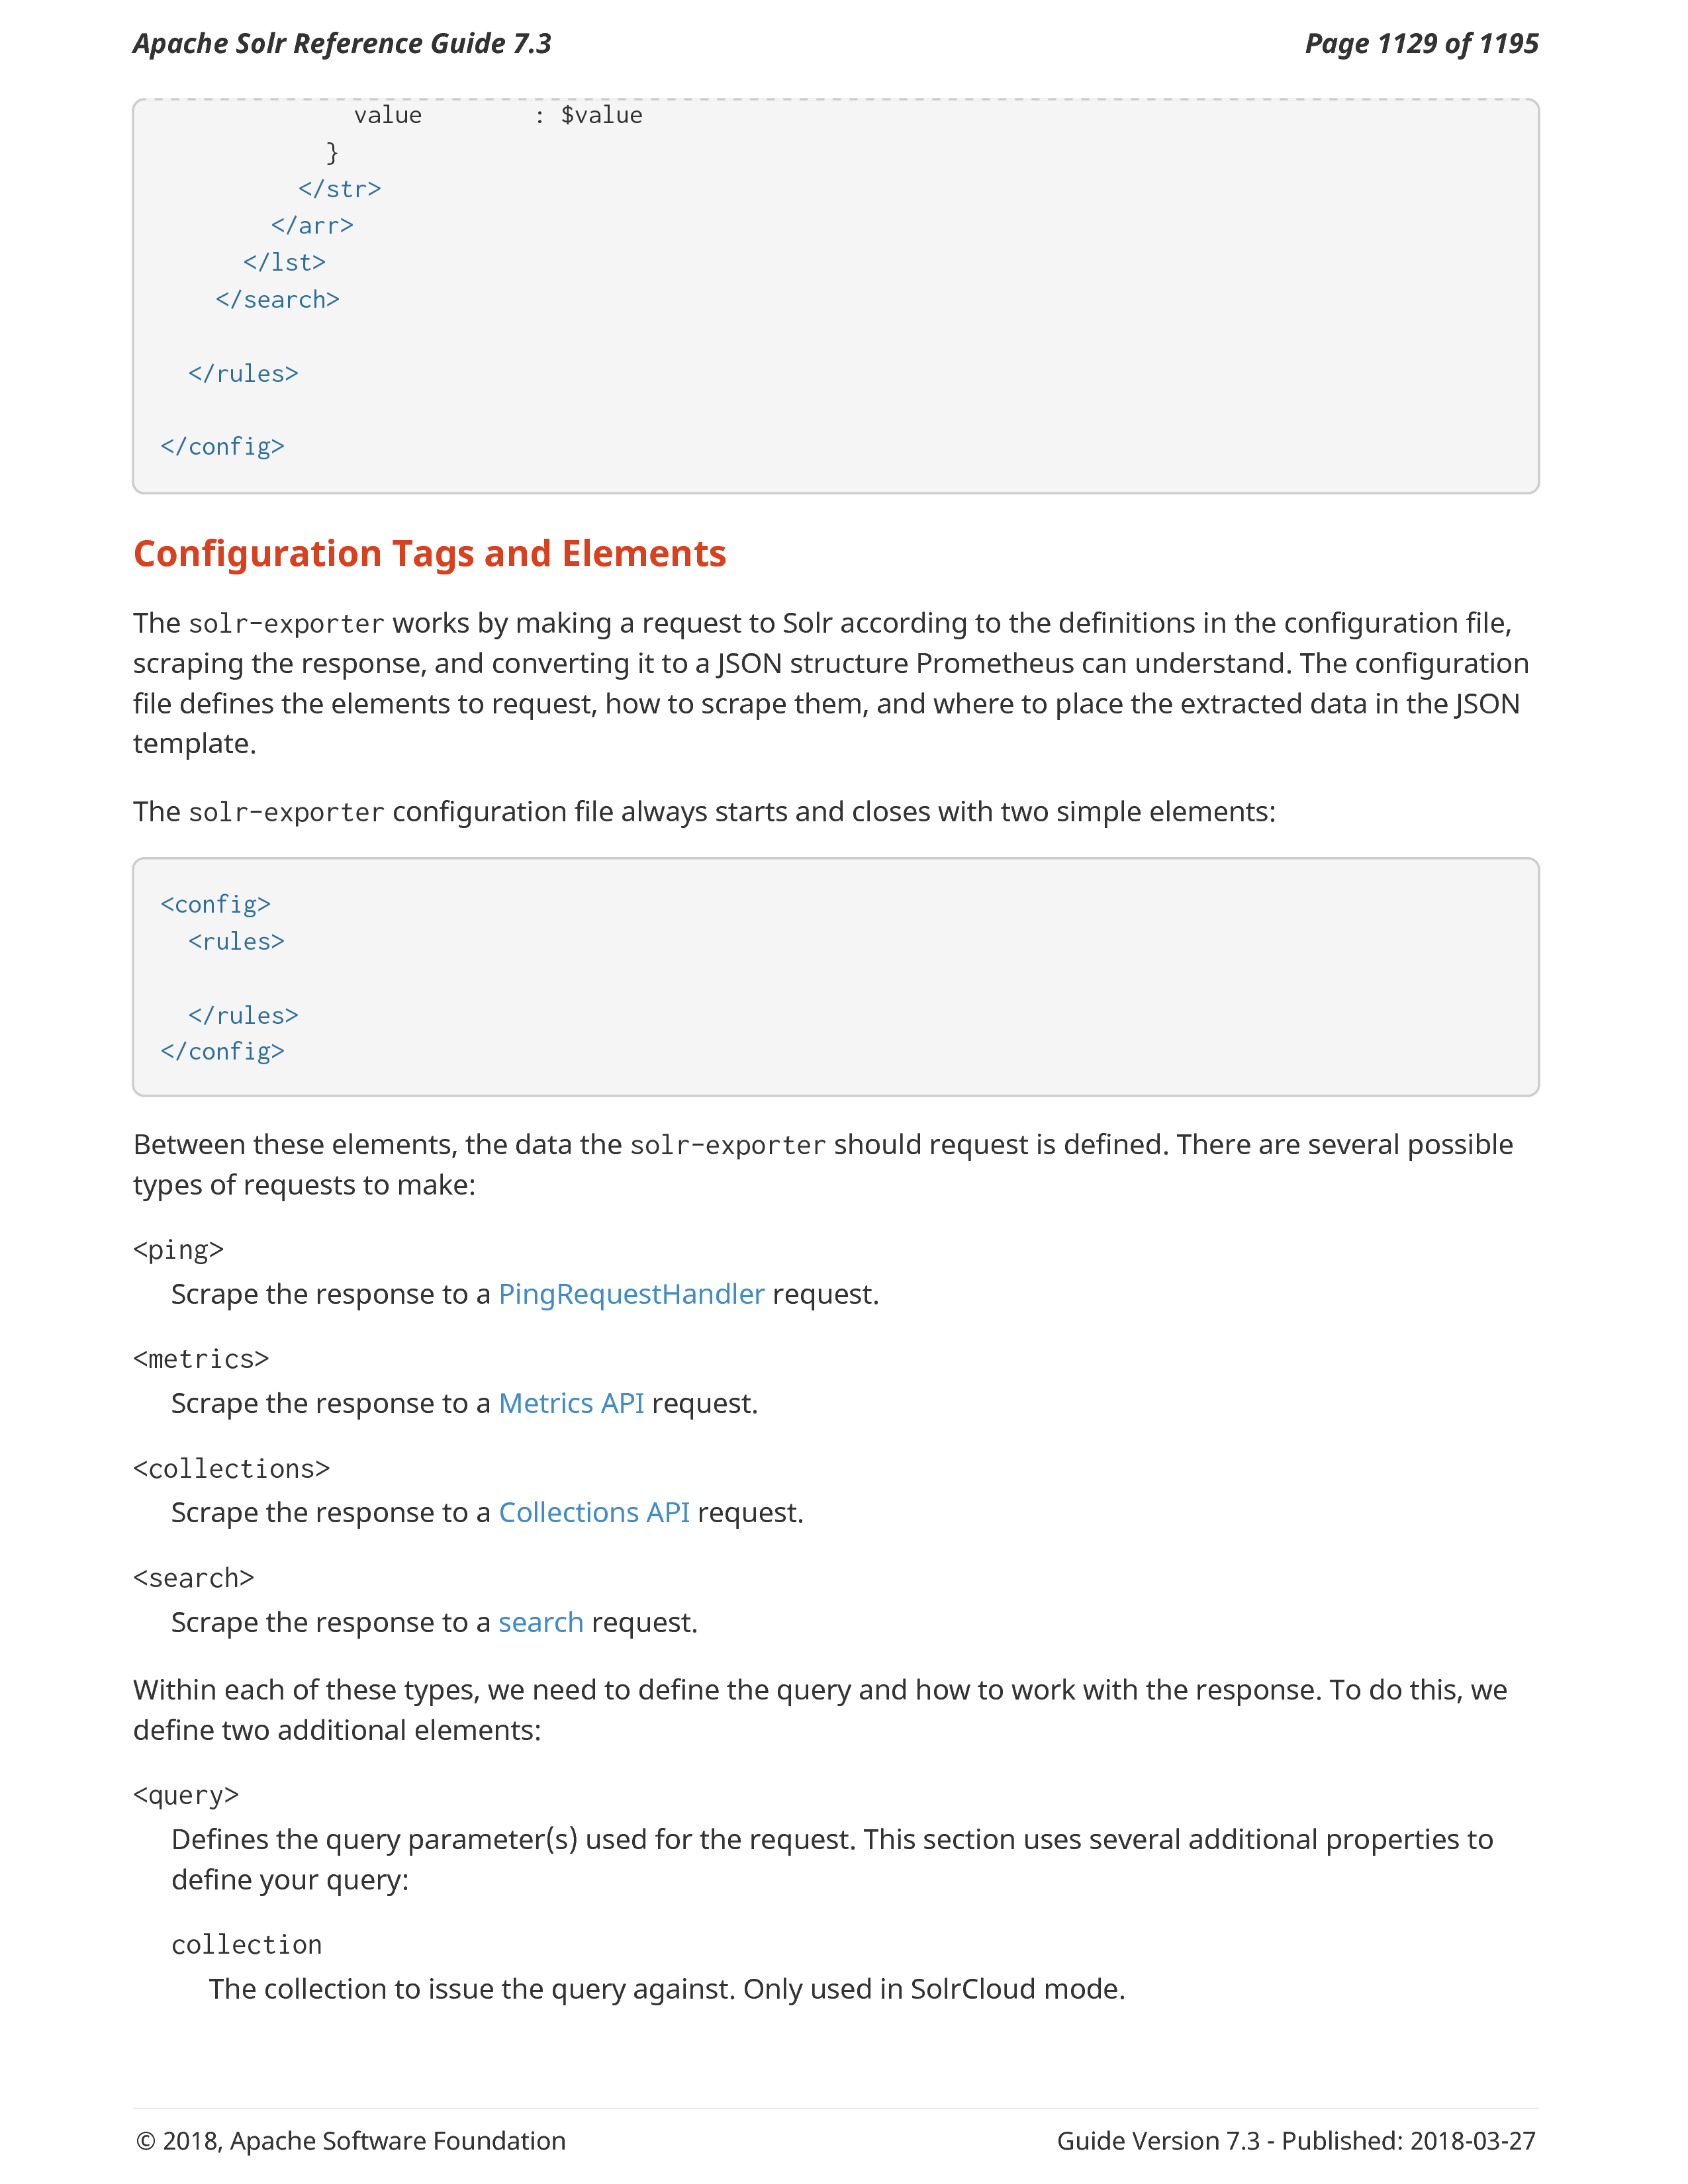 Apache Solr Reference Guide 7.3
Page 1129 of 1195
value        : $value
}
</str>
</arr>
</lst>
</search>
</rules>
</config>
Configuration Tags and Elements
The solr-exporter works by making a request to Solr according to the definitions in the configuration file,
scraping the response, and converting it to a JSON structure Prometheus can understand. The configuration
file defines the elements to request, how to scrape them, and where to place the extracted data in the JSON
template.
The solr-exporter configuration file always starts and closes with two simple elements:
<config>
<rules>
</rules>
</config>
Between these elements, the data the solr-exporter should request is defined. There are several possible
types of requests to make:
<ping>
Scrape the response to a PingRequestHandler request.
<metrics>
Scrape the response to a Metrics API request.
<collections>
Scrape the response to a Collections API request.
<search>
Scrape the response to a search request.
Within each of these types, we need to define the query and how to work with the response. To do this, we
define two additional elements:
<query>
Defines the query parameter(s) used for the request. This section uses several additional properties to
define your query:
collection
The collection to issue the query against. Only used in SolrCloud mode.
© 2018, Apache Software Foundation
Guide Version 7.3 - Published: 2018-03-27